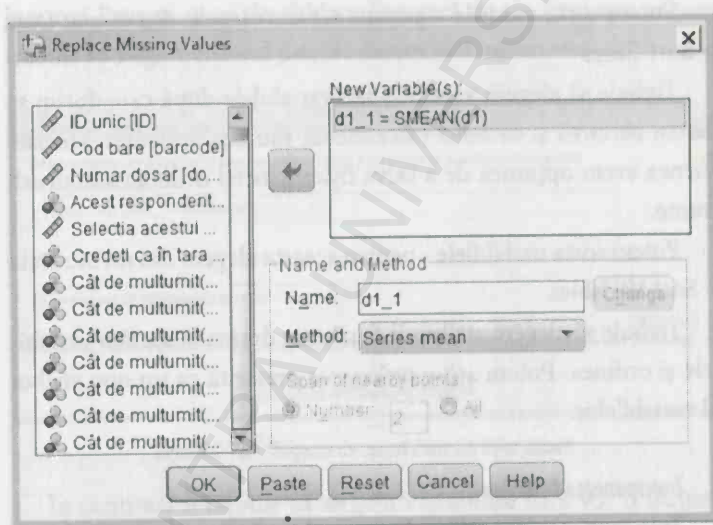 Replace Missing Values
ID unic [ID]
Cod bare [barcode]
Numar dosar [do...
Acest respondent...
Selectia acestui ...
Credeti ca în tara...
Cât de multumit(...
Cât de multumit(...
Cât de multumit(...
Cât de multumit(...
Cât de multumit(...
Cât de multumit(...
Cât de multumit(...
New Variable(s):
d1_1 = SMEAN(d1)
Name and Method
Name: d1_1 Change
Method: Series mean
Span of nearby points
Number: 2 All
OK Paste Reset Cancel Help